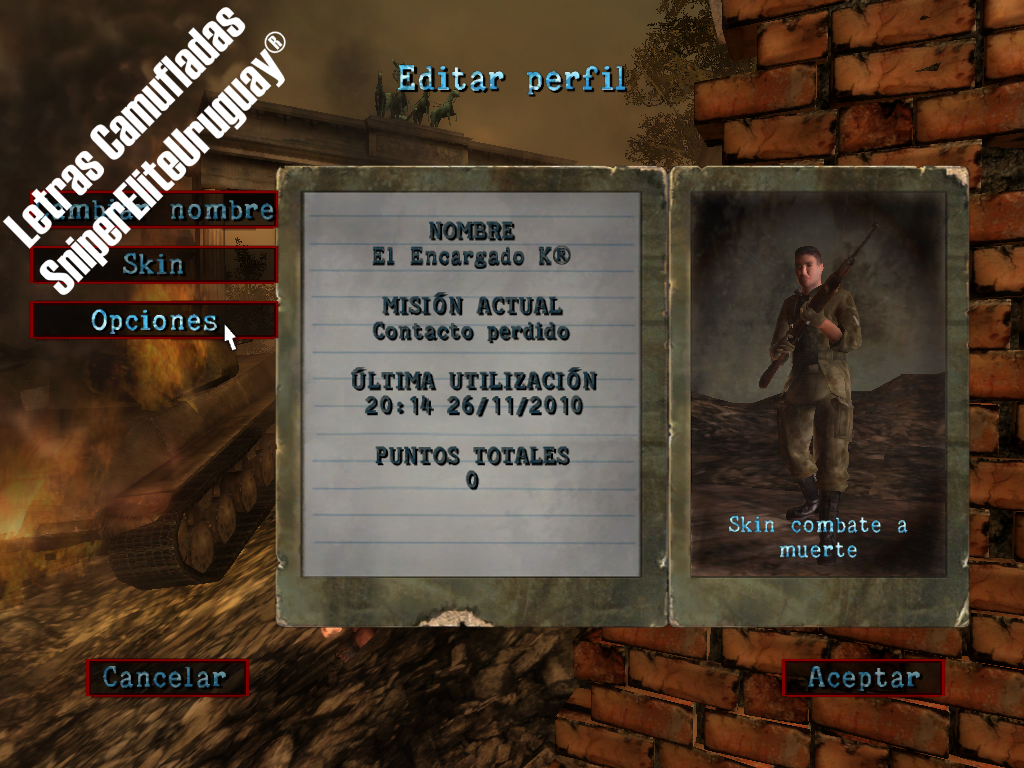 Letras Camufladas
SniperEliteUruguay®
Editar perfil
Cambiar nombre
Skin
Opciones
NOMBRE
El Encargado K®
MISIÓN ACTUAL
Contacto perdido
ÚLTIMA UTILIZACIÓN
20:14 26/11/2010
PUNTOS TOTALES
0
Skin combate a
muerte
Cancelar
Aceptar